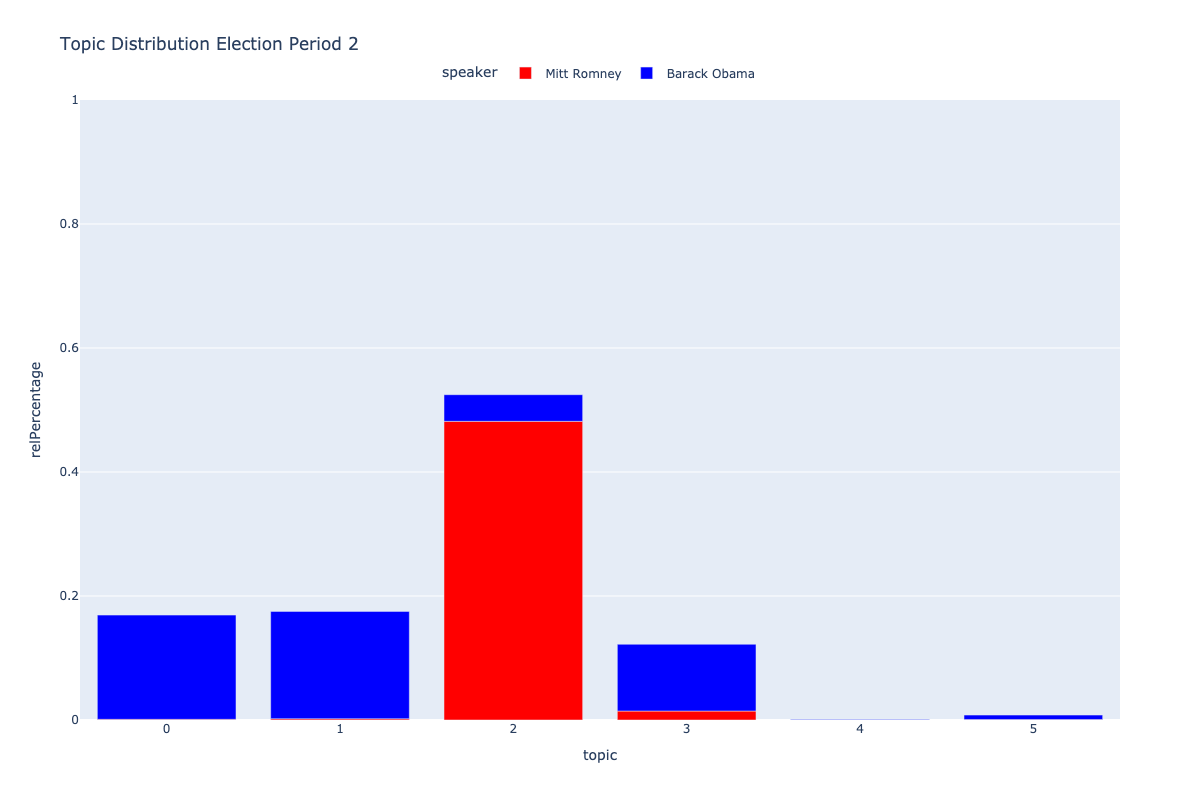 Topic Distribution Election Period 2
speaker Mitt Romney Barack Obama
1
0.8
0.6
0.4
0.2
0
relPercentage
0 1 2 3 4 5
topic